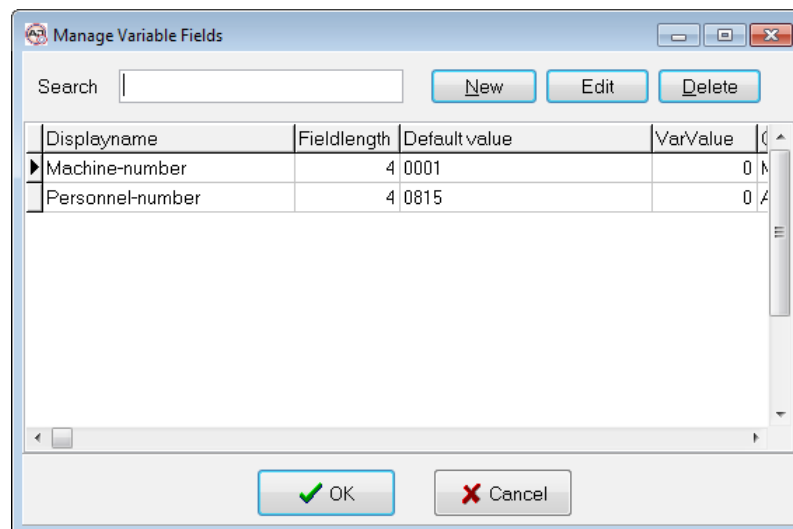 Manage Variable Fields
Search New Edit Delete
Displayname Fieldlength Default value VarValue
Machine-number 4 0001 0
Personnel-number 4 0815 0
OK Cancel